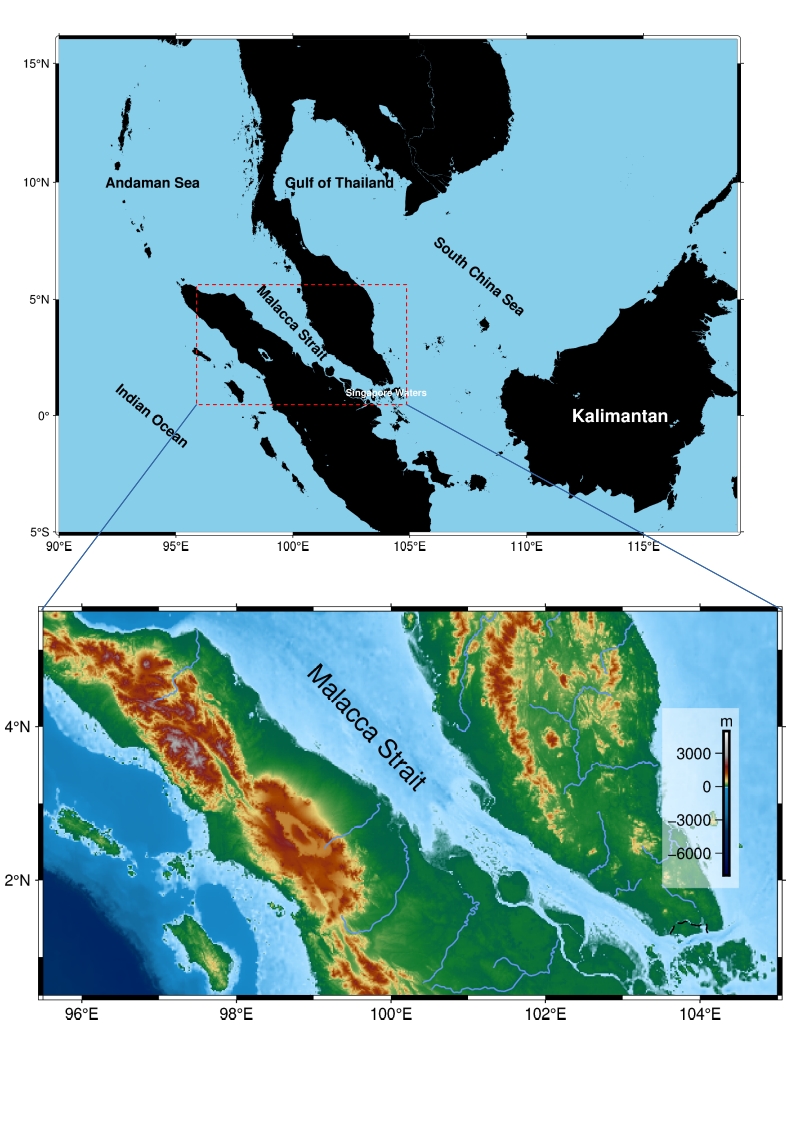 15°N
Andaman Sea
10°N
Gulf of Thailand
South China Sea
5°N
Malacca Strait
Singapore Waters
Indian Ocean
0°
Kalimantan
5°S
90°E
95°E
100°E
105°E
110°E
115°E
Malacca Strait
4°N
m
3000
0
−3000
−6000
2°N
96°E
98°E
100°E
102°E
104°E